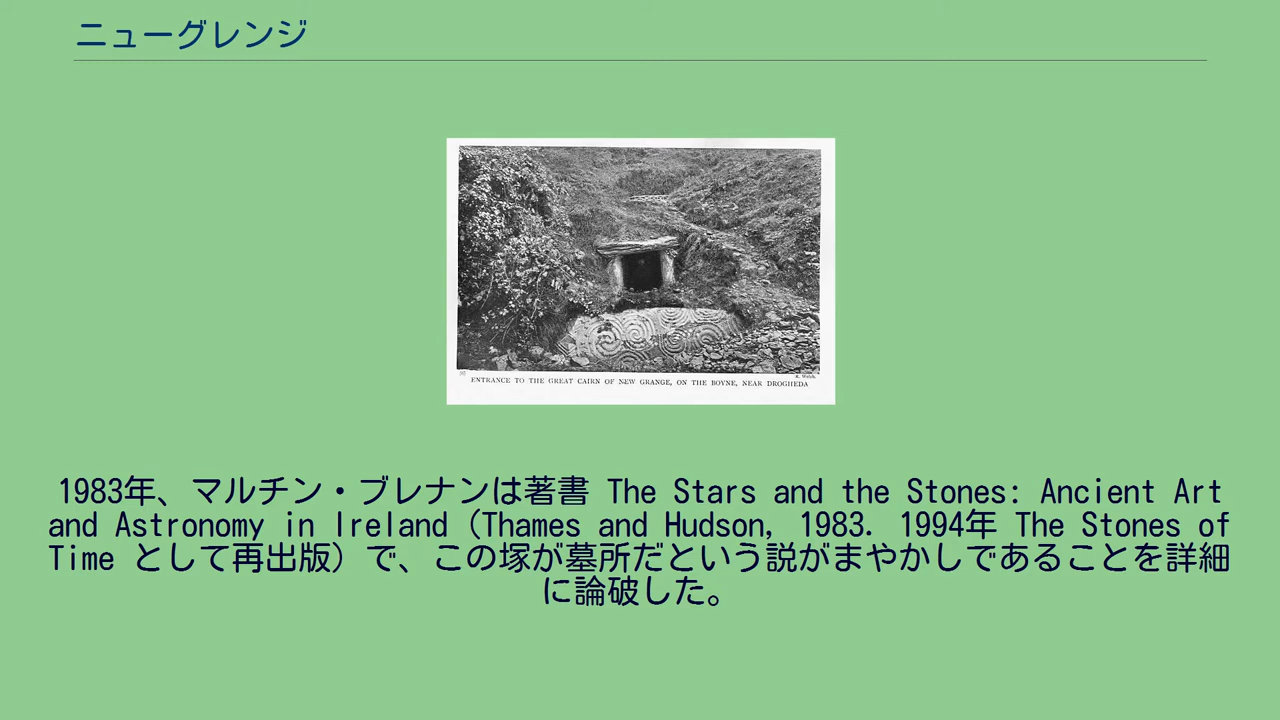 ニューグレンジ
R. Welch.
ENTRANCE TO THE GREAT CAIRN OF NEW GRANGE, ON THE BOYNE, NEAR DROGHEDA
1983年、マルチン・ブレナンは著書 The Stars and the Stones: Ancient Art
and Astronomy in Ireland（Thames and Hudson, 1983. 1994年 The Stones of
Time として再出版）で、この塚が墓所だという説がまやかしであることを詳細
に論破した。